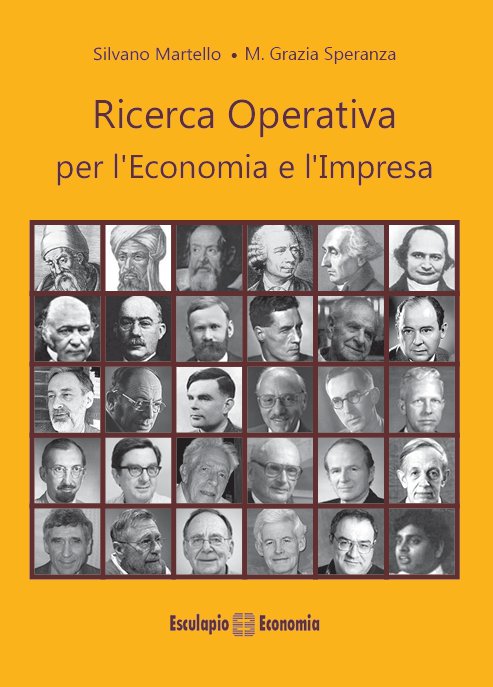 Silvano Martello • M. Grazia Speranza
Ricerca Operativa
per l'Economia e l'Impresa
Esculapio Economia